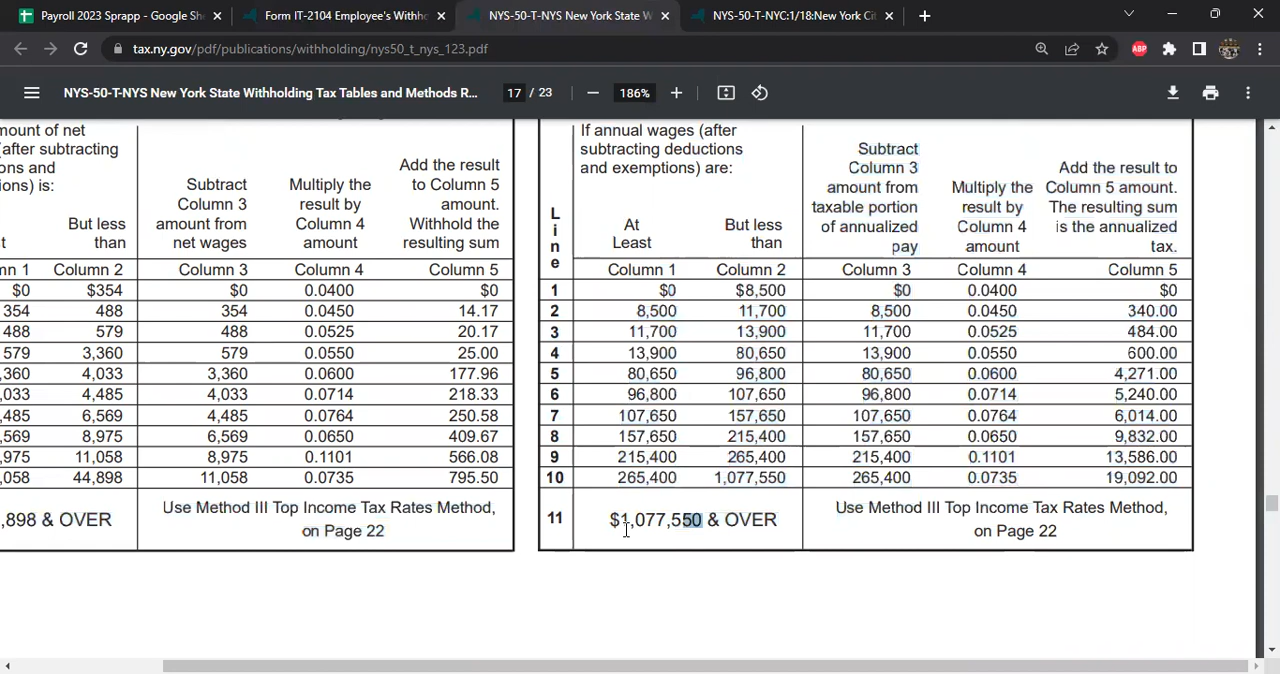 Payroll 2023 Sprapp - Google She
Form IT-2104 Employee's Withho
NYS-50-T-NYS New York State W
NYS-50-T-NYC:1/18:New York Cit
tax.ny.gov/pdf/publications/withholding/nys50_t_nys_123.pdf
ABP
NYS-50-T-NYS New York State Withholding Tax Tables and Methods R...
17 / 23
186%
mount of net
(after subtracting
ons and
ions) is:
Subtract
Column 3
amount from
net wages
Multiply the
result by
Column 4
amount
Add the result
to Column 5
amount.
Withhold the
resulting sum
t
But less
than
mn 1 Column 2 Column 3 Column 4 Column 5
$0 $354 $0 0.0400 $0
354 488 354 0.0450 14.17
488 579 488 0.0525 20.17
579 3,360 579 0.0550 25.00
,360 4,033 3,360 0.0600 177.96
,033 4,485 4,033 0.0714 218.33
,485 6,569 4,485 0.0764 250.58
,569 8,975 6,569 0.0650 409.67
,975 11,058 8,975 0.1101 566.08
,058 44,898 11,058 0.0735 795.50
,898 & OVER
Use Method III Top Income Tax Rates Method,
on Page 22
L
i
n
e
If annual wages (after
subtracting deductions
and exemptions) are:
At
Least
But less
than
Subtract
Column 3
amount from
taxable portion
of annualized
pay
Multiply the
result by
Column 4
amount
Add the result to
Column 5 amount.
The resulting sum
is the annualized
tax.
Column 1 Column 2 Column 3 Column 4 Column 5
1 $0 $8,500 $0 0.0400 $0
2 8,500 11,700 8,500 0.0450 340.00
3 11,700 13,900 11,700 0.0525 484.00
4 13,900 80,650 13,900 0.0550 600.00
5 80,650 96,800 80,650 0.0600 4,271.00
6 96,800 107,650 96,800 0.0714 5,240.00
7 107,650 157,650 107,650 0.0764 6,014.00
8 157,650 215,400 157,650 0.0650 9,832.00
9 215,400 265,400 215,400 0.1101 13,586.00
10 265,400 1,077,550 265,400 0.0735 19,092.00
11 $1,077,550 & OVER
Use Method III Top Income Tax Rates Method,
on Page 22